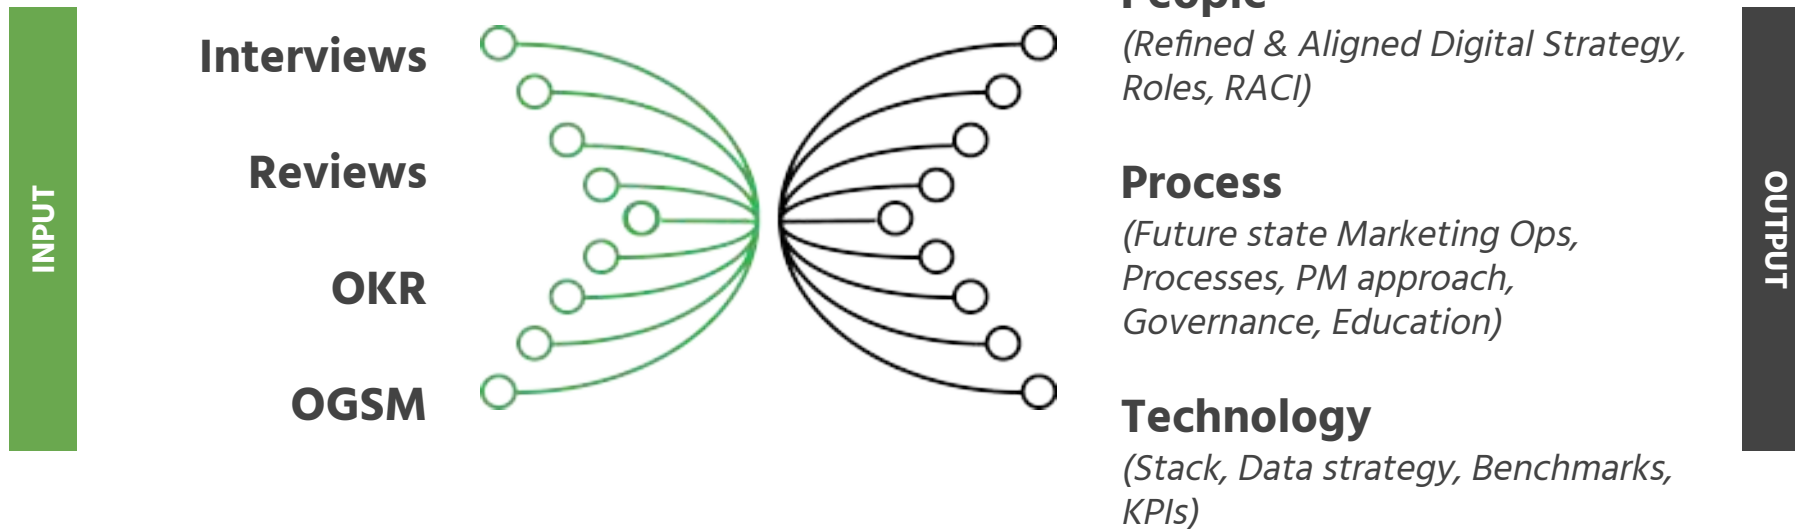 INPUT
Interviews
Reviews
OKR
OGSM
People
(Refined & Aligned Digital Strategy,
Roles, RACI)
Process
(Future state Marketing Ops,
Processes, PM approach,
Governance, Education)
Technology
(Stack, Data strategy, Benchmarks,
KPIs)
OUTPUT